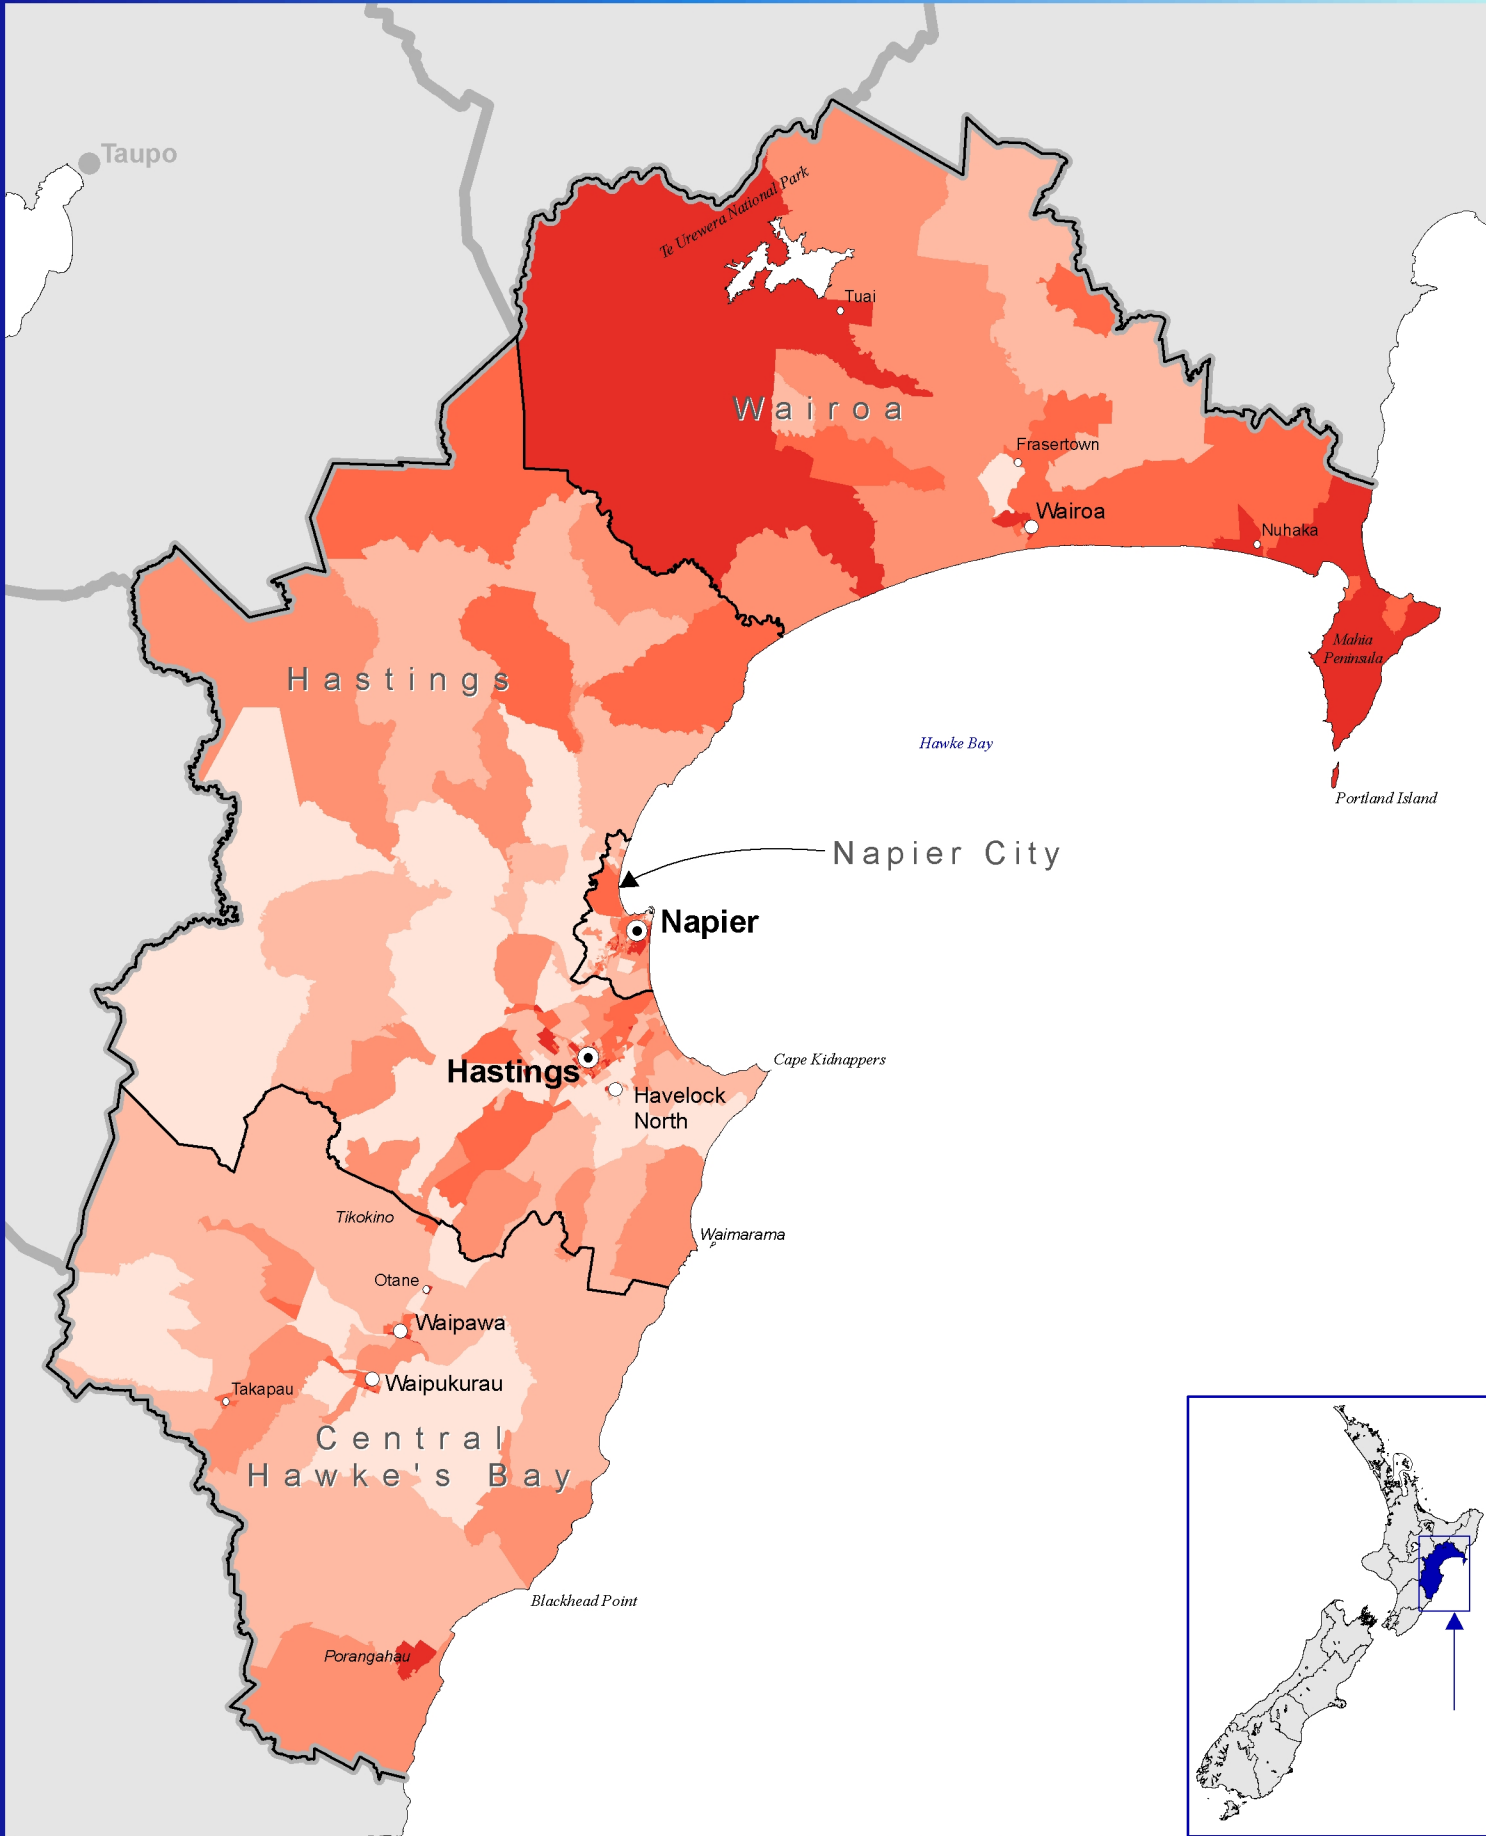 Taupo
Te Urewera National Park
Tuai
Wairoa
Frasertown
Wairoa
Nuhaka
Mahia
Peninsula
Hastings
Hawke Bay
Portland Island
Napier City
Napier
Cape Kidnappers
Hastings
Havelock
North
Tikokino
Waimarama
Otane
Waipawa
Takapau
Waipukurau
Central
Hawke's Bay
Blackhead Point
Porangahau